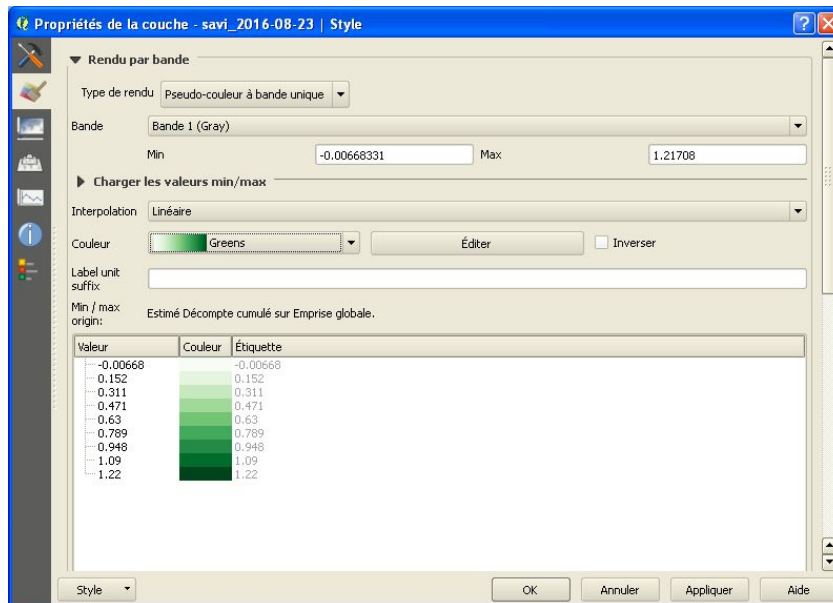 Propriétés de la couche - savi_2016-08-23 | Style
Rendu par bande
Type de rendu Pseudo-couleur à bande unique
Bande Bande 1 (Gray)
Min -0.00668331 Max 1.21708
Charger les valeurs min/max
Interpolation Linéaire
Couleur Greens Éditer Inverser
Label unit
suffix
Min / max
origin: Estimé Décompte cumulé sur Emprise globale.
Valeur Couleur Étiquette
-0.00668 -0.00668
0.152 0.152
0.311 0.311
0.471 0.471
0.63 0.63
0.789 0.789
0.948 0.948
1.09 1.09
1.22 1.22
Style OK Annuler Appliquer Aide